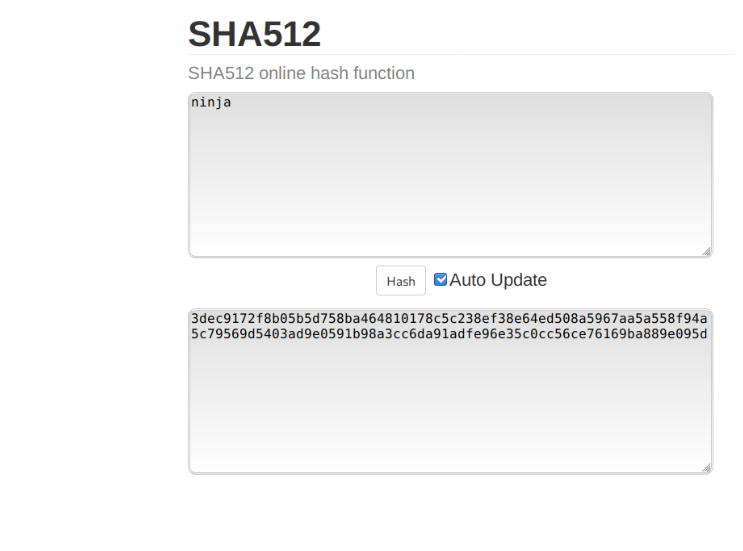 SHA512
SHA512 online hash function
ninja
Hash
Auto Update
3dec9172f8b05b5d758ba464810178c5c238ef38e64ed508a5967aa5a558f94a
5c79569d5403ad9e0591b98a3cc6da91adfe96e35c0cc56ce76169ba889e095d